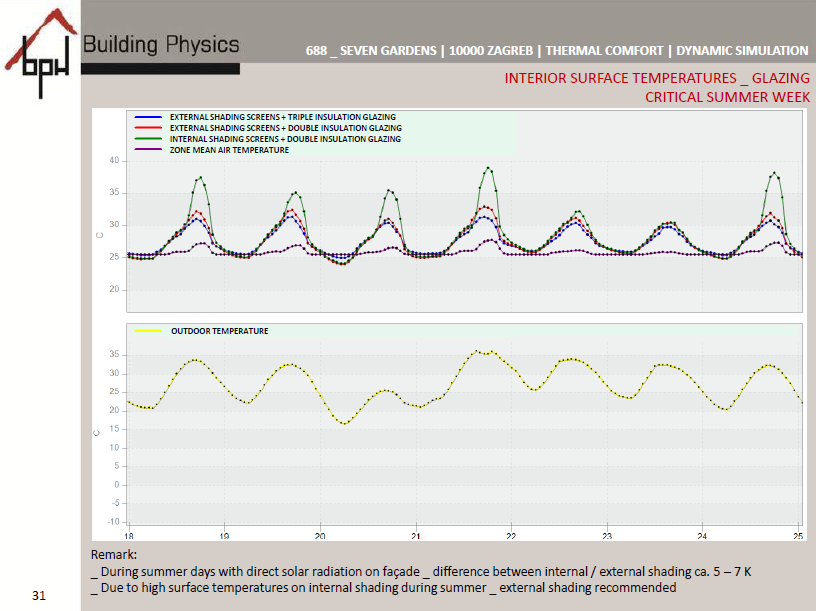 bph
Building Physics
688 _ SEVEN GARDENS | 10000 ZAGREB | THERMAL COMFORT | DYNAMIC SIMULATION
INTERIOR SURFACE TEMPERATURES _ GLAZING
CRITICAL SUMMER WEEK
EXTERNAL SHADING SCREENS + TRIPLE INSULATION GLAZING
EXTERNAL SHADING SCREENS + DOUBLE INSULATION GLAZING
INTERNAL SHADING SCREENS + DOUBLE INSULATION GLAZING
ZONE MEAN AIR TEMPERATURE
40
35
30
C
25
20
OUTDOOR TEMPERATURE
35
30
25
20
15
C
10
5
0
-5
-10
18 19 20 21 22 23 24 25
Remark:
_ During summer days with direct solar radiation on façade _ difference between internal / external shading ca. 5 – 7 K
_ Due to high surface temperatures on internal shading during summer _ external shading recommended
31